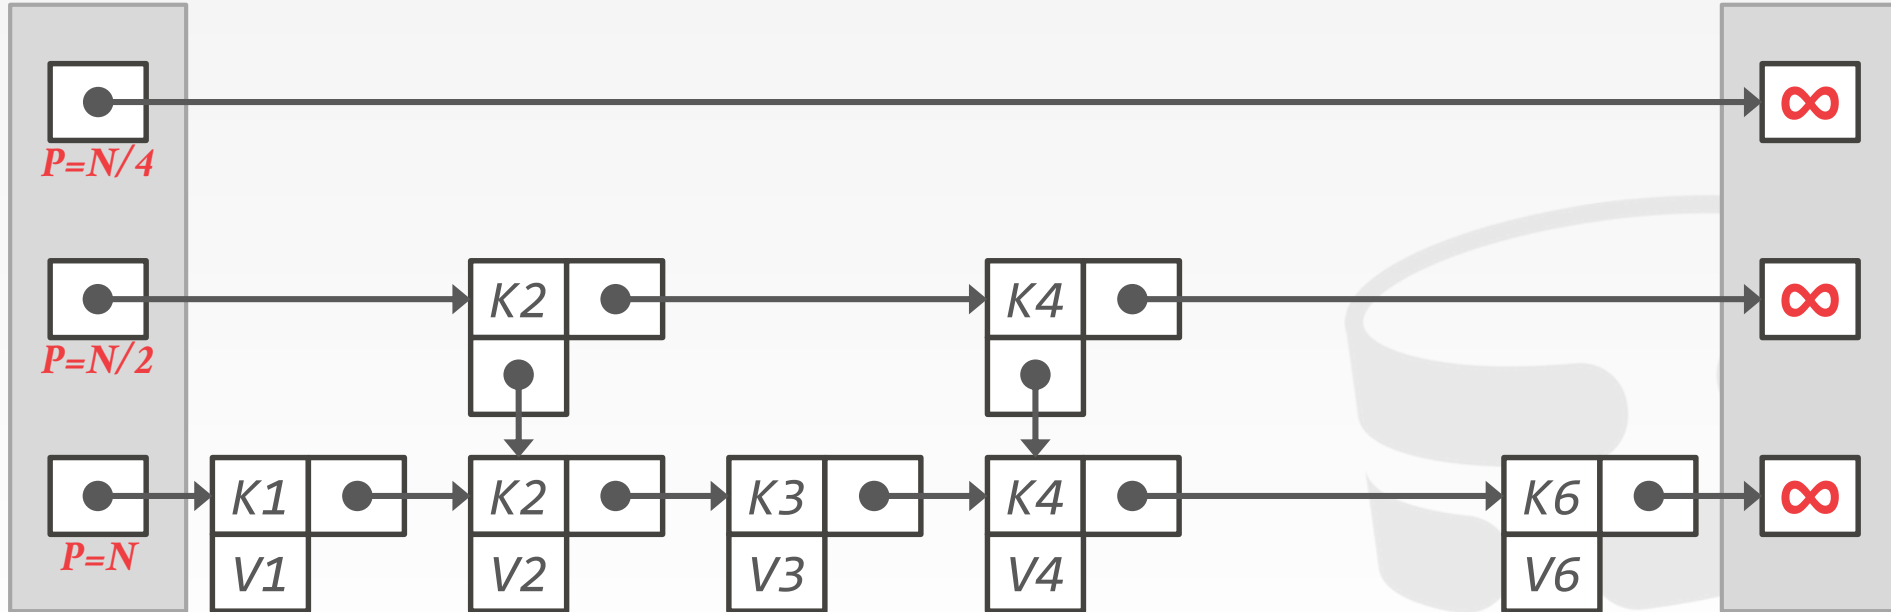 ∞
P=N/4
K2 K4 ∞
P=N/2
K1 K2 K3 K4 K6 ∞
P=N
V1 V2 V3 V4 V6